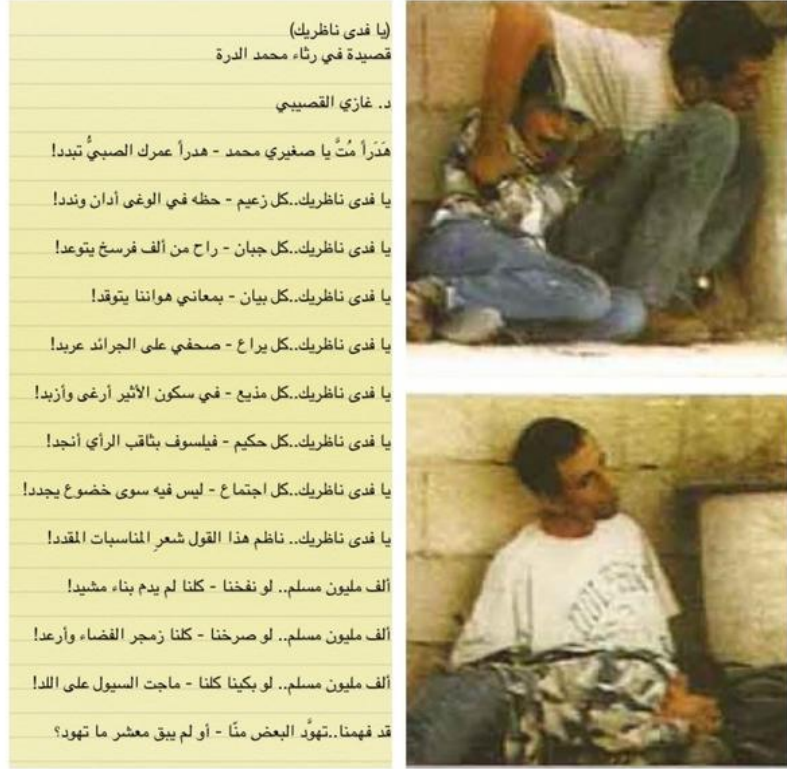 (يا فدى ناظريك)
قصيدة في رثاء محمد الدرة
د. غازي القصيبي
هَدَراً مُتَّ يا صغيري محمد - هدراً عمرك الصبيُّ تبدد!
يا فدى ناظريك..كل زعيم - حظه في الوغى أدان وندد!
يا فدى ناظريك..كل جبان - راح من ألف فرسخ يتوعد!
يا فدى ناظريك..كل بيان - بمعاني هواننا يتوقد!
يا فدى ناظريك..كل يراع - صحفي على الجرائد عربد!
يا فدى ناظريك..كل مذيع - في سكون الأثير أرغى وأزبد!
يا فدى ناظريك..كل حكيم - فيلسوف بثاقب الرأي أنجد!
يا فدى ناظريك..كل اجتماع - ليس فيه سوى خضوع يجدد!
يا فدى ناظريك.. ناظم هذا القول شعرِ المناسبات المقدد!
ألف مليون مسلم.. لو نفخنا - كلنا لم يدم بناء مشيد!
ألف مليون مسلم.. لو صرخنا - كلنا زمجر الفضاء وأرعد!
ألف مليون مسلم.. لو بكينا كلنا - ماجت السيول على اللد!
قد فهمنا..تهوَّد البعض منّا - أو لم يبق معشر ما تهود؟